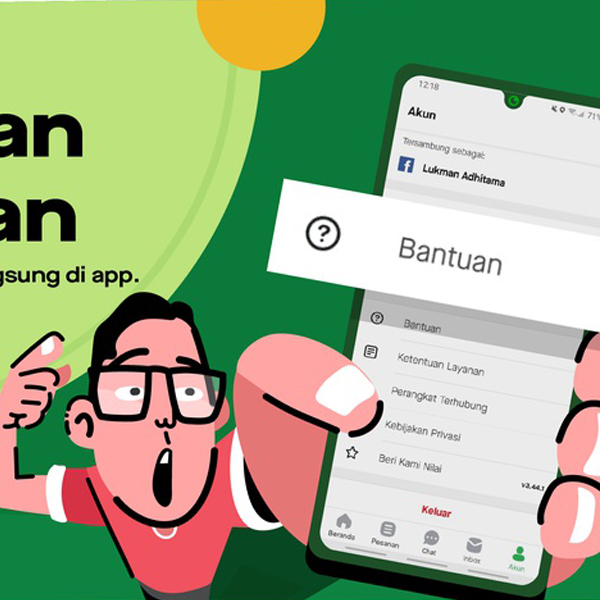 an
an
gsung di app.
12:18
71%
Akun
Tersambung sebagai:
Lukman Adhitama
Bantuan
Bantuan
Ketentuan Layanan
Perangkat Terhubung
Kebijakan Privasi
Beri Kami Nilai
v3.44.1
Keluar
Beranda
Pesanan
Chat
Inbox
Akun